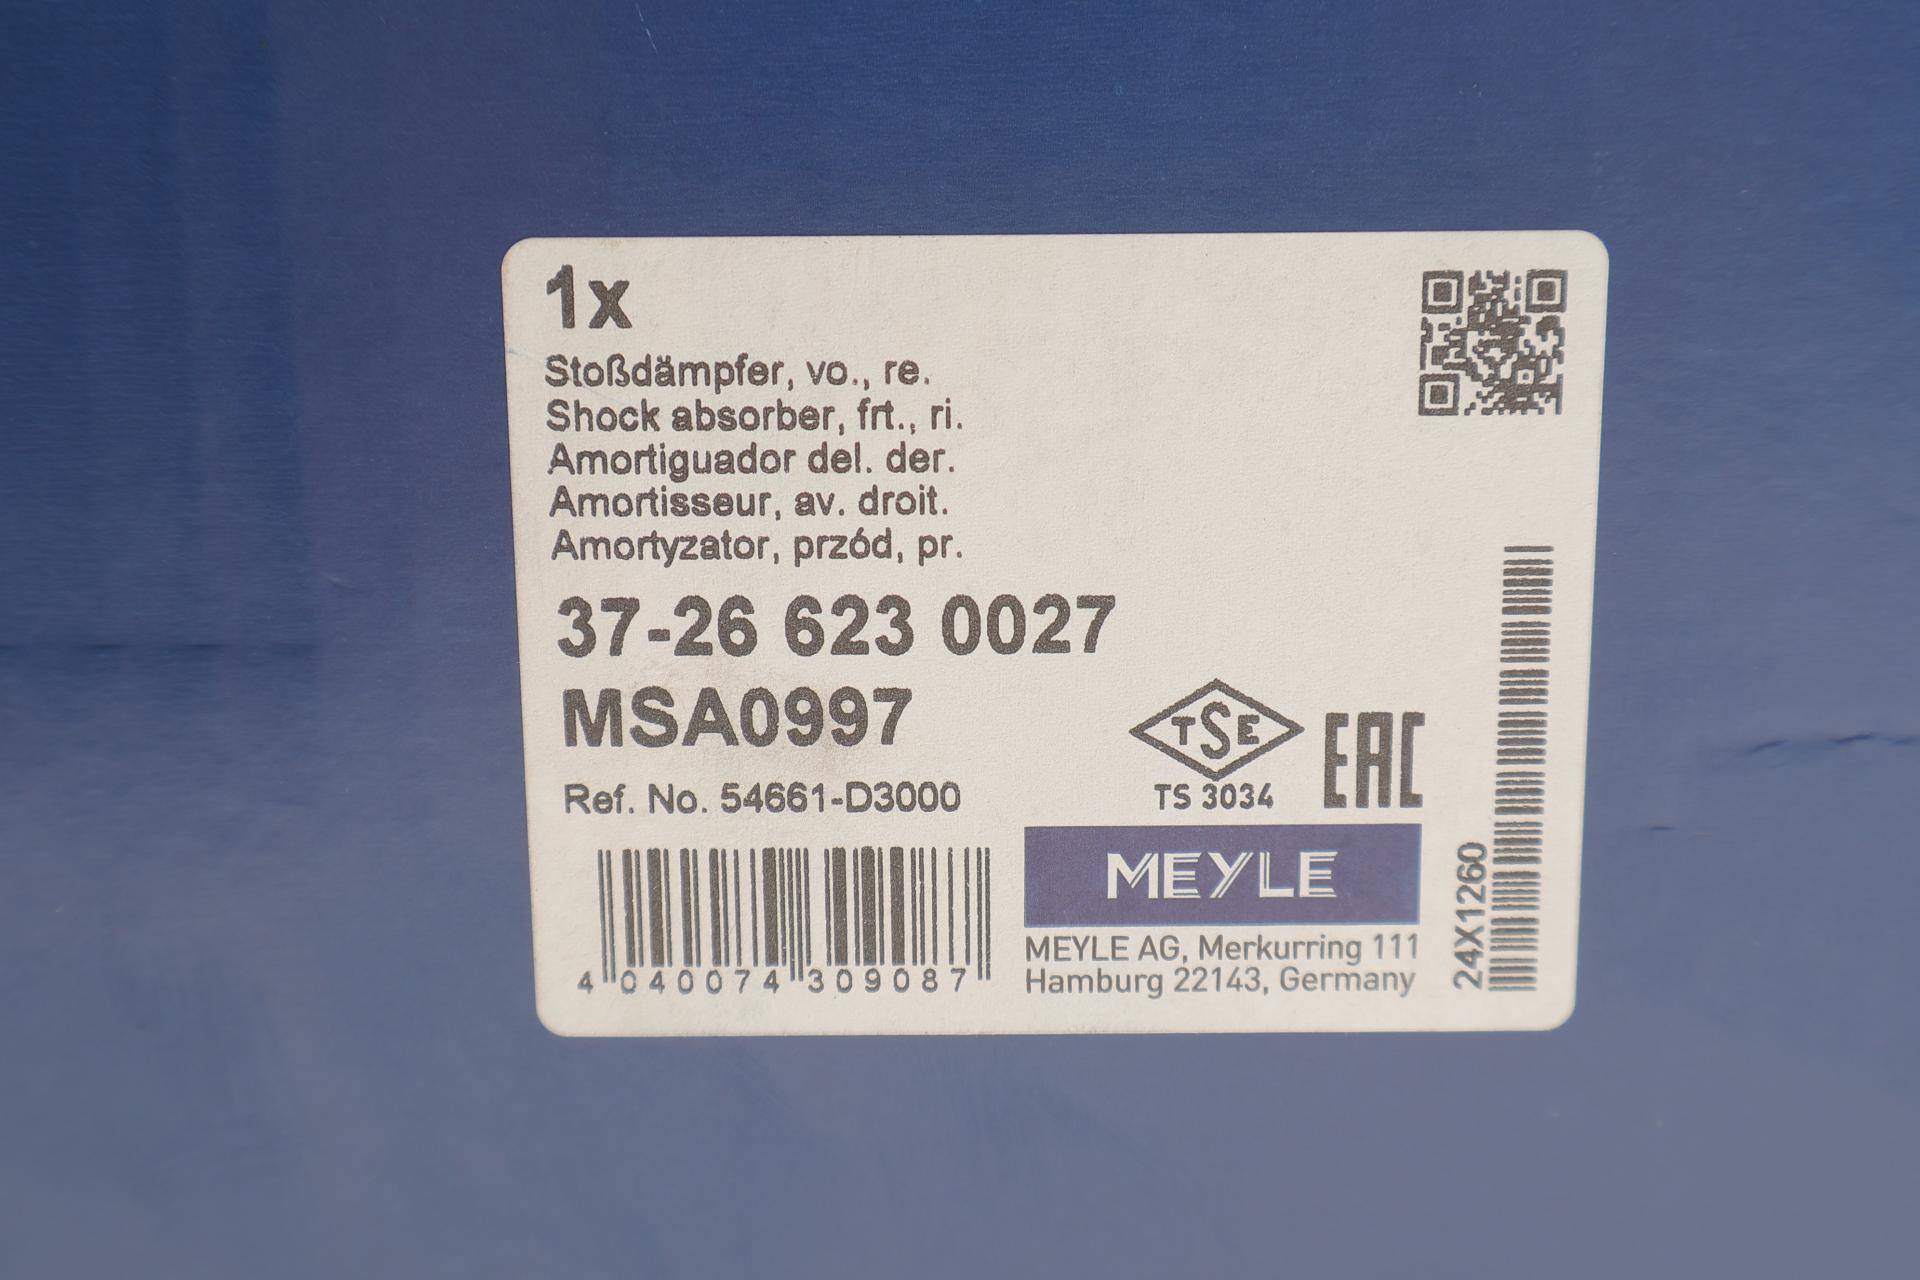 1x
Stoßdämpfer, vo., re.
Shock absorber, frt., ri.
Amortiguador del. der.
Amortisseur, av. droit.
Amortyzator, przód, pr.
37-26 623 0027
MSA0997
Ref. No. 54661-D3000
4 040074 309087
TSE
TS 3034
EAC
MEYLE
MEYLE AG, Merkurring 111
Hamburg 22143, Germany
24X1260